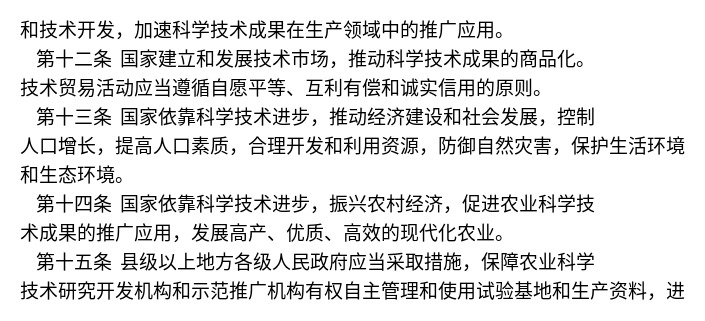 和技术开发，加速科学技术成果在生产领域中的推广应用。
第十二条 国家建立和发展技术市场，推动科学技术成果的商品化。
技术贸易活动应当遵循自愿平等、互利有偿和诚实信用的原则。
第十三条 国家依靠科学技术进步，推动经济建设和社会发展，控制
人口增长，提高人口素质，合理开发和利用资源，防御自然灾害，保护生活环境
和生态环境。
第十四条 国家依靠科学技术进步，振兴农村经济，促进农业科学技
术成果的推广应用，发展高产、优质、高效的现代化农业。
第十五条 县级以上地方各级人民政府应当采取措施，保障农业科学
技术研究开发机构和示范推广机构有权自主管理和使用试验基地和生产资料，进